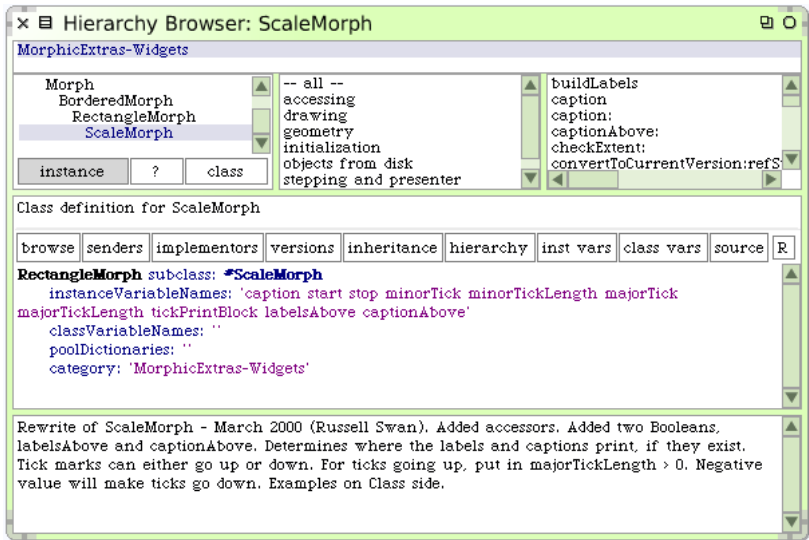 Hierarchy Browser: ScaleMorph
MorphicExtras-Widgets
Morph
BorderedMorph
RectangleMorph
ScaleMorph
instance ? class
-- all --
accessing
drawing
geometry
initialization
objects from disk
stepping and presenter
buildLabels
caption
caption:
captionAbove:
checkExtent:
convertToCurrentVersion:refS
Class definition for ScaleMorph
browse senders implementors versions inheritance hierarchy inst vars class vars source R
RectangleMorph subclass: #ScaleMorph
instanceVariableNames: 'caption start stop minorTick minorTickLength majorTick
majorTickLength tickPrintBlock labelsAbove captionAbove'
classVariableNames: ''
poolDictionaries: ''
category: 'MorphicExtras-Widgets'
Rewrite of ScaleMorph - March 2000 (Russell Swan). Added accessors. Added two Booleans,
labelsAbove and captionAbove. Determines where the labels and captions print, if they exist.
Tick marks can either go up or down. For ticks going up, put in majorTickLength > 0. Negative
value will make ticks go down. Examples on Class side.